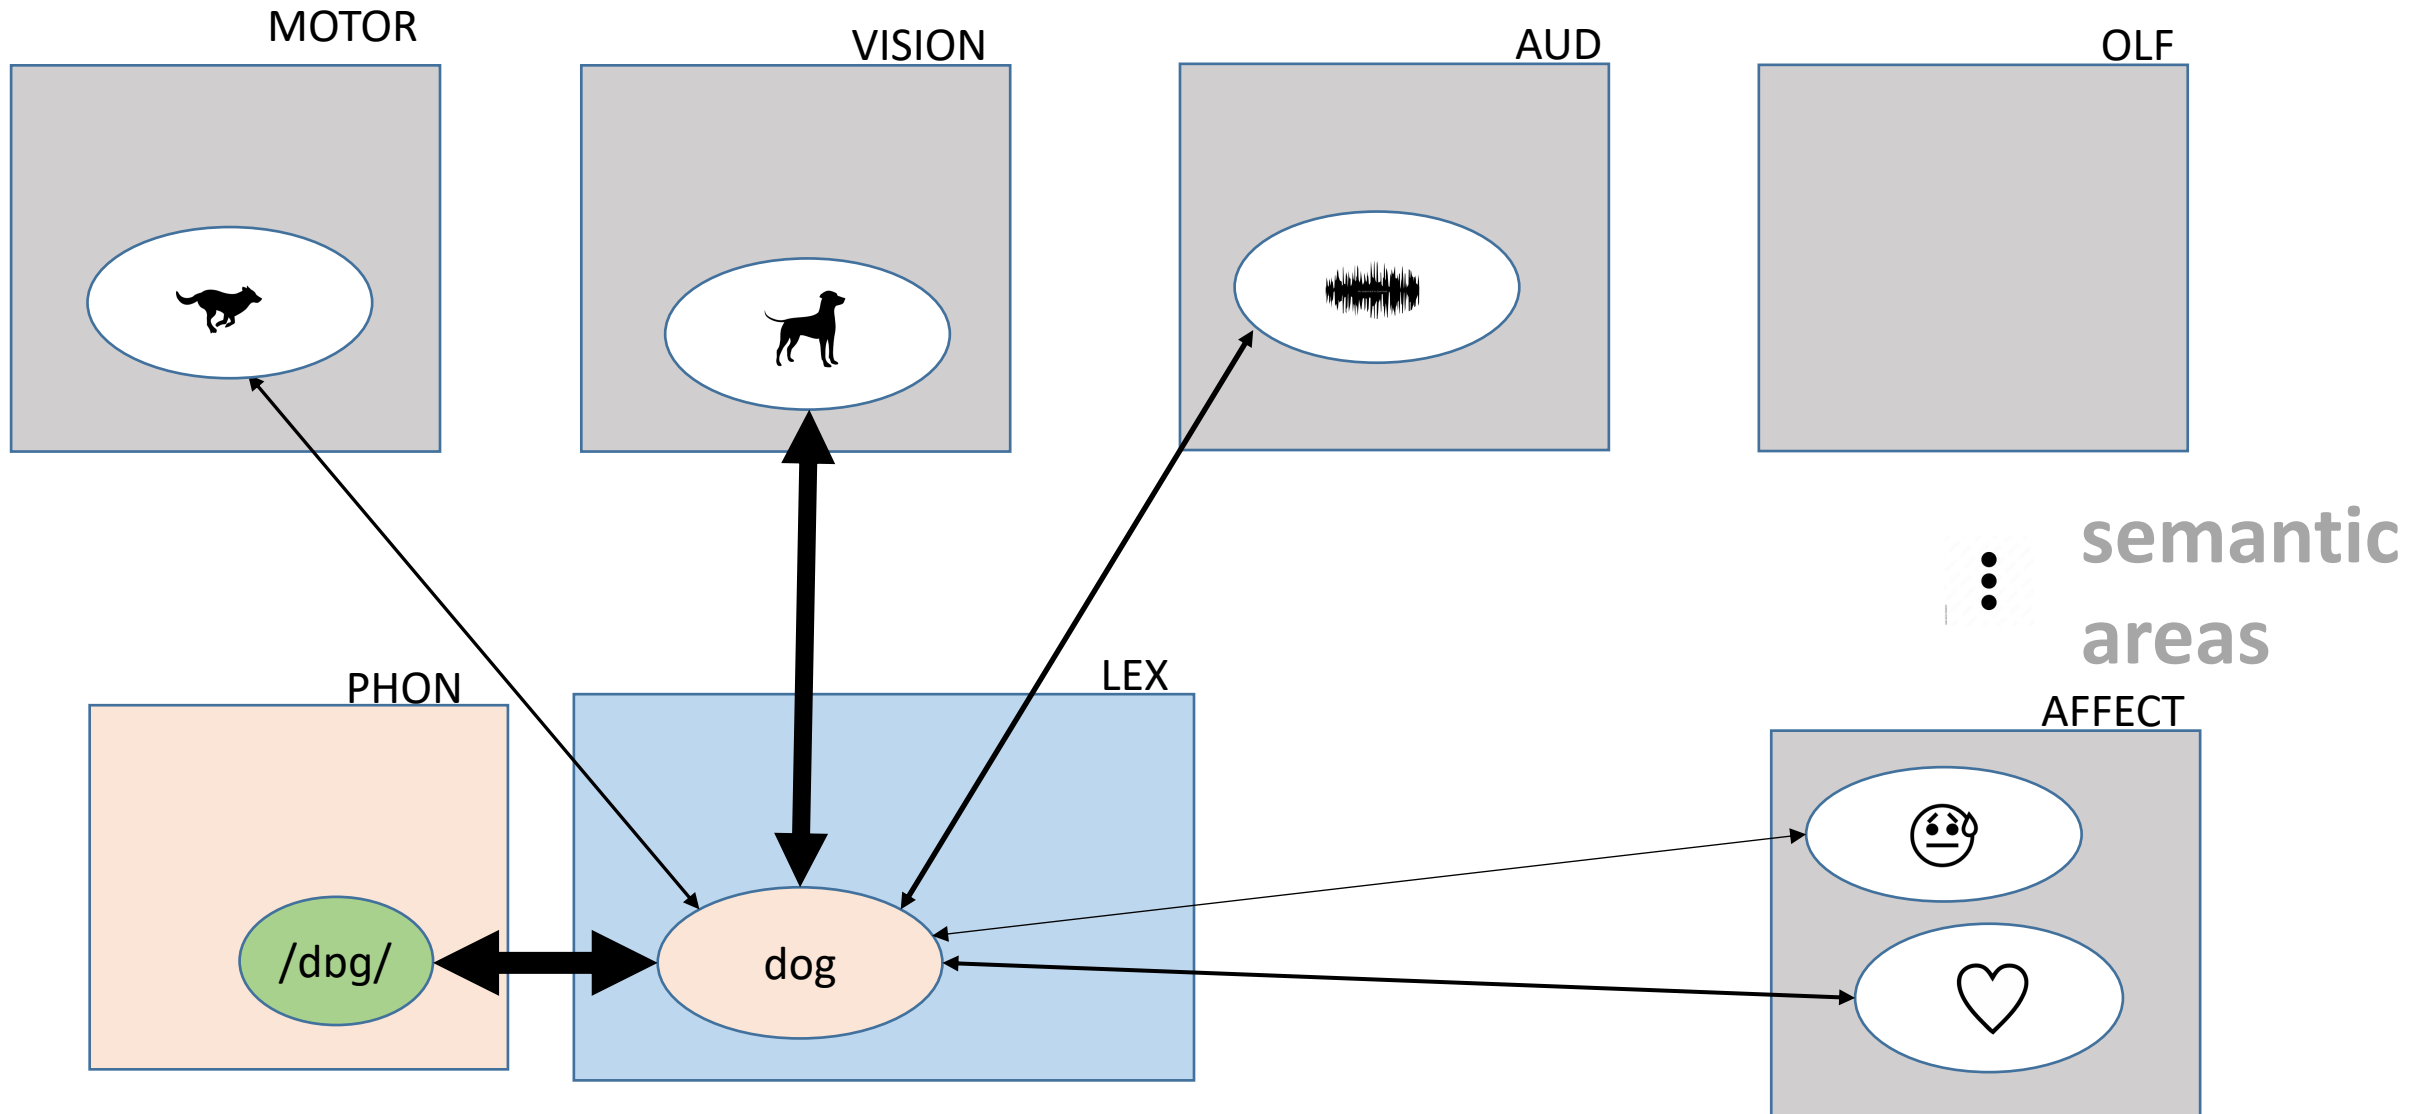 MOTOR
VISION
AUD
OLF
semantic
areas
PHON
LEX
AFFECT
/dɒg/
dog